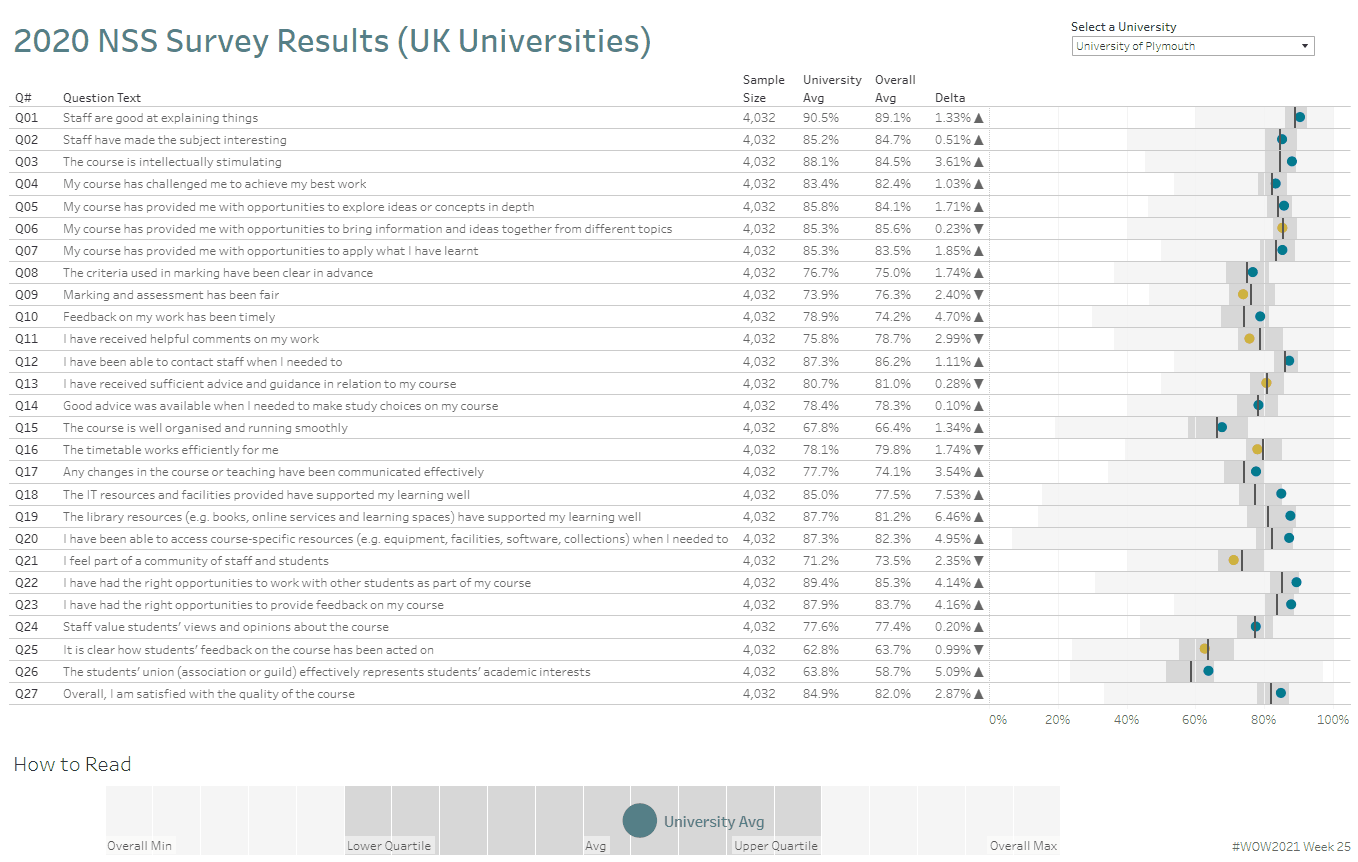 2020 NSS Survey Results (UK Universities)
Select a University
University of Plymouth
Sample University Overall
Q# Question Text Size Avg Avg Delta
Q01 Staff are good at explaining things 4,032 90.5% 89.1% 1.33% ▲
Q02 Staff have made the subject interesting 4,032 85.2% 84.7% 0.51% ▲
Q03 The course is intellectually stimulating 4,032 88.1% 84.5% 3.61% ▲
Q04 My course has challenged me to achieve my best work 4,032 83.4% 82.4% 1.03% ▲
Q05 My course has provided me with opportunities to explore ideas or concepts in depth 4,032 85.8% 84.1% 1.71% ▲
Q06 My course has provided me with opportunities to bring information and ideas together from different topics 4,032 85.3% 85.6% 0.23% ▼
Q07 My course has provided me with opportunities to apply what I have learnt 4,032 85.3% 83.5% 1.85% ▲
Q08 The criteria used in marking have been clear in advance 4,032 76.7% 75.0% 1.74% ▲
Q09 Marking and assessment has been fair 4,032 73.9% 76.3% 2.40% ▼
Q10 Feedback on my work has been timely 4,032 78.9% 74.2% 4.70% ▲
Q11 I have received helpful comments on my work 4,032 75.8% 78.7% 2.99% ▼
Q12 I have been able to contact staff when I needed to 4,032 87.3% 86.2% 1.11% ▲
Q13 I have received sufficient advice and guidance in relation to my course 4,032 80.7% 81.0% 0.28% ▼
Q14 Good advice was available when I needed to make study choices on my course 4,032 78.4% 78.3% 0.10% ▲
Q15 The course is well organised and running smoothly 4,032 67.8% 66.4% 1.34% ▲
Q16 The timetable works efficiently for me 4,032 78.1% 79.8% 1.74% ▼
Q17 Any changes in the course or teaching have been communicated effectively 4,032 77.7% 74.1% 3.54% ▲
Q18 The IT resources and facilities provided have supported my learning well 4,032 85.0% 77.5% 7.53% ▲
Q19 The library resources (e.g. books, online services and learning spaces) have supported my learning well 4,032 87.7% 81.2% 6.46% ▲
Q20 I have been able to access course-specific resources (e.g. equipment, facilities, software, collections) when I needed to 4,032 87.3% 82.3% 4.95% ▲
Q21 I feel part of a community of staff and students 4,032 71.2% 73.5% 2.35% ▼
Q22 I have had the right opportunities to work with other students as part of my course 4,032 89.4% 85.3% 4.14% ▲
Q23 I have had the right opportunities to provide feedback on my course 4,032 87.9% 83.7% 4.16% ▲
Q24 Staff value students’ views and opinions about the course 4,032 77.6% 77.4% 0.20% ▲
Q25 It is clear how students’ feedback on the course has been acted on 4,032 62.8% 63.7% 0.99% ▼
Q26 The students’ union (association or guild) effectively represents students’ academic interests 4,032 63.8% 58.7% 5.09% ▲
Q27 Overall, I am satisfied with the quality of the course 4,032 84.9% 82.0% 2.87% ▲
0% 20% 40% 60% 80% 100%
How to Read
University Avg
Overall Min Lower Quartile Avg Upper Quartile Overall Max
#WOW2021 Week 25